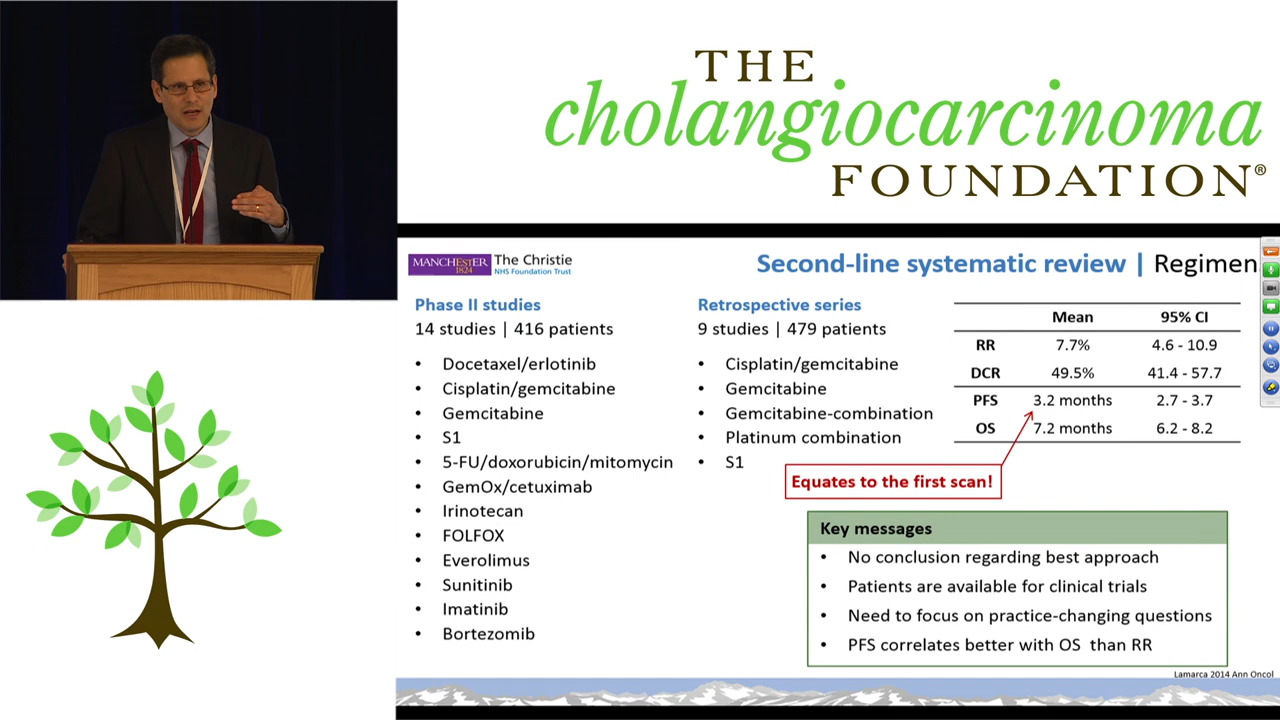 THE
cholangiocarcinoma
FOUNDATION®
MANCHESTER
1824
The Christie
NHS Foundation Trust
Second-line systematic review | Regimen
Phase II studies
14 studies | 416 patients
• Docetaxel/erlotinib
• Cisplatin/gemcitabine
• Gemcitabine
• S1
• 5-FU/doxorubicin/mitomycin
• GemOx/cetuximab
• Irinotecan
• FOLFOX
• Everolimus
• Sunitinib
• Imatinib
• Bortezomib
Retrospective series
9 studies | 479 patients
• Cisplatin/gemcitabine
• Gemcitabine
• Gemcitabine-combination
• Platinum combination
• S1
Mean 95% CI
RR 7.7% 4.6 - 10.9
DCR 49.5% 41.4 - 57.7
PFS 3.2 months 2.7 - 3.7
OS 7.2 months 6.2 - 8.2
Equates to the first scan!
Key messages
• No conclusion regarding best approach
• Patients are available for clinical trials
• Need to focus on practice-changing questions
• PFS correlates better with OS than RR
Lamarca 2014 Ann Oncol